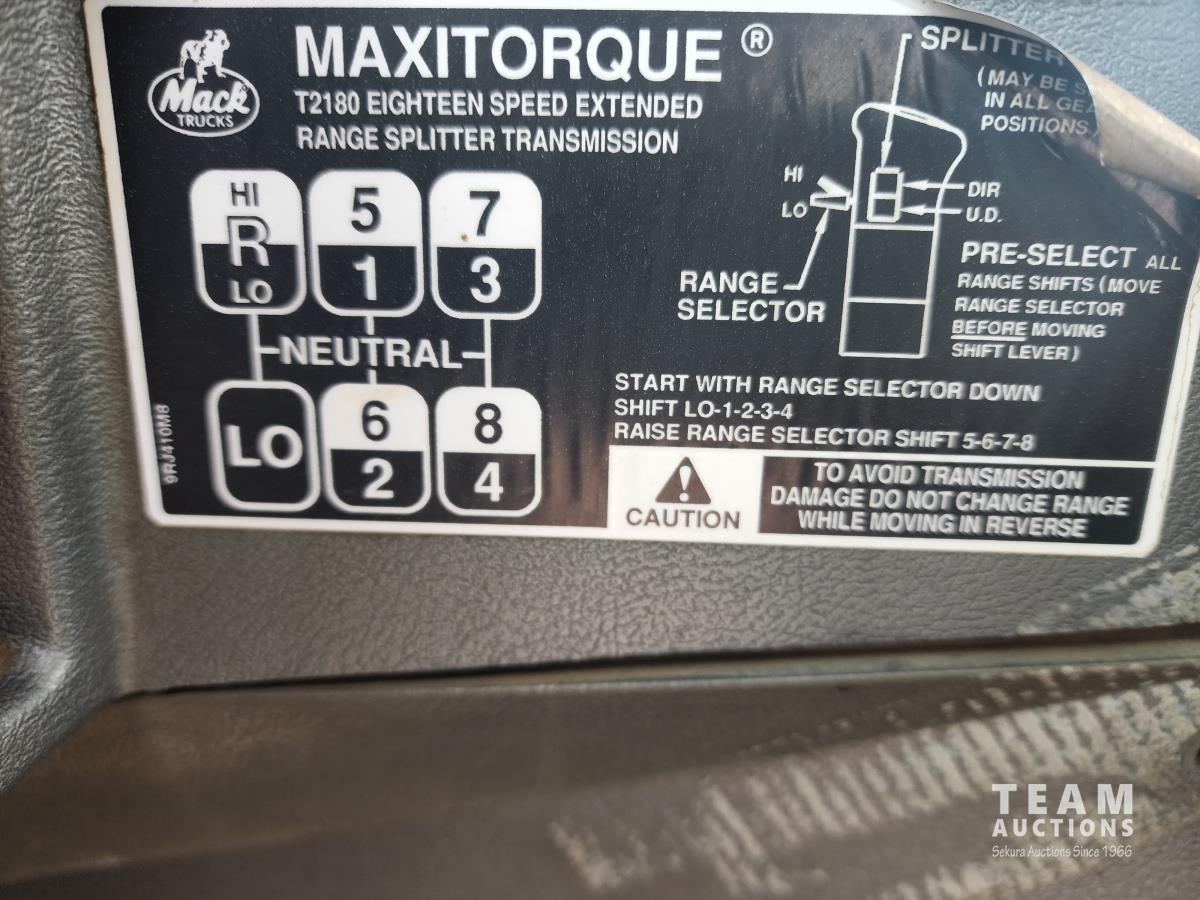 Mack
TRUCKS
MAXITORQUE ®
T2180 EIGHTEEN SPEED EXTENDED
RANGE SPLITTER TRANSMISSION
HI
R
LO
5
1
7
3
NEUTRAL
LO
6
2
8
4
9RJ410M8
SPLITTER
(MAY BE
IN ALL
POSITIONS
HI
LO
DIR
U.D.
RANGE
SELECTOR
PRE-SELECT ALL
RANGE SHIFTS (MOVE
RANGE SELECTOR
BEFORE MOVING
SHIFT LEVER)
START WITH RANGE SELECTOR DOWN
SHIFT LO-1-2-3-4
RAISE RANGE SELECTOR SHIFT 5-6-7-8
CAUTION
TO AVOID TRANSMISSION
DAMAGE DO NOT CHANGE RANGE
WHILE MOVING IN REVERSE
TEAM
AUCTIONS
Sekura Auctions Since 1966